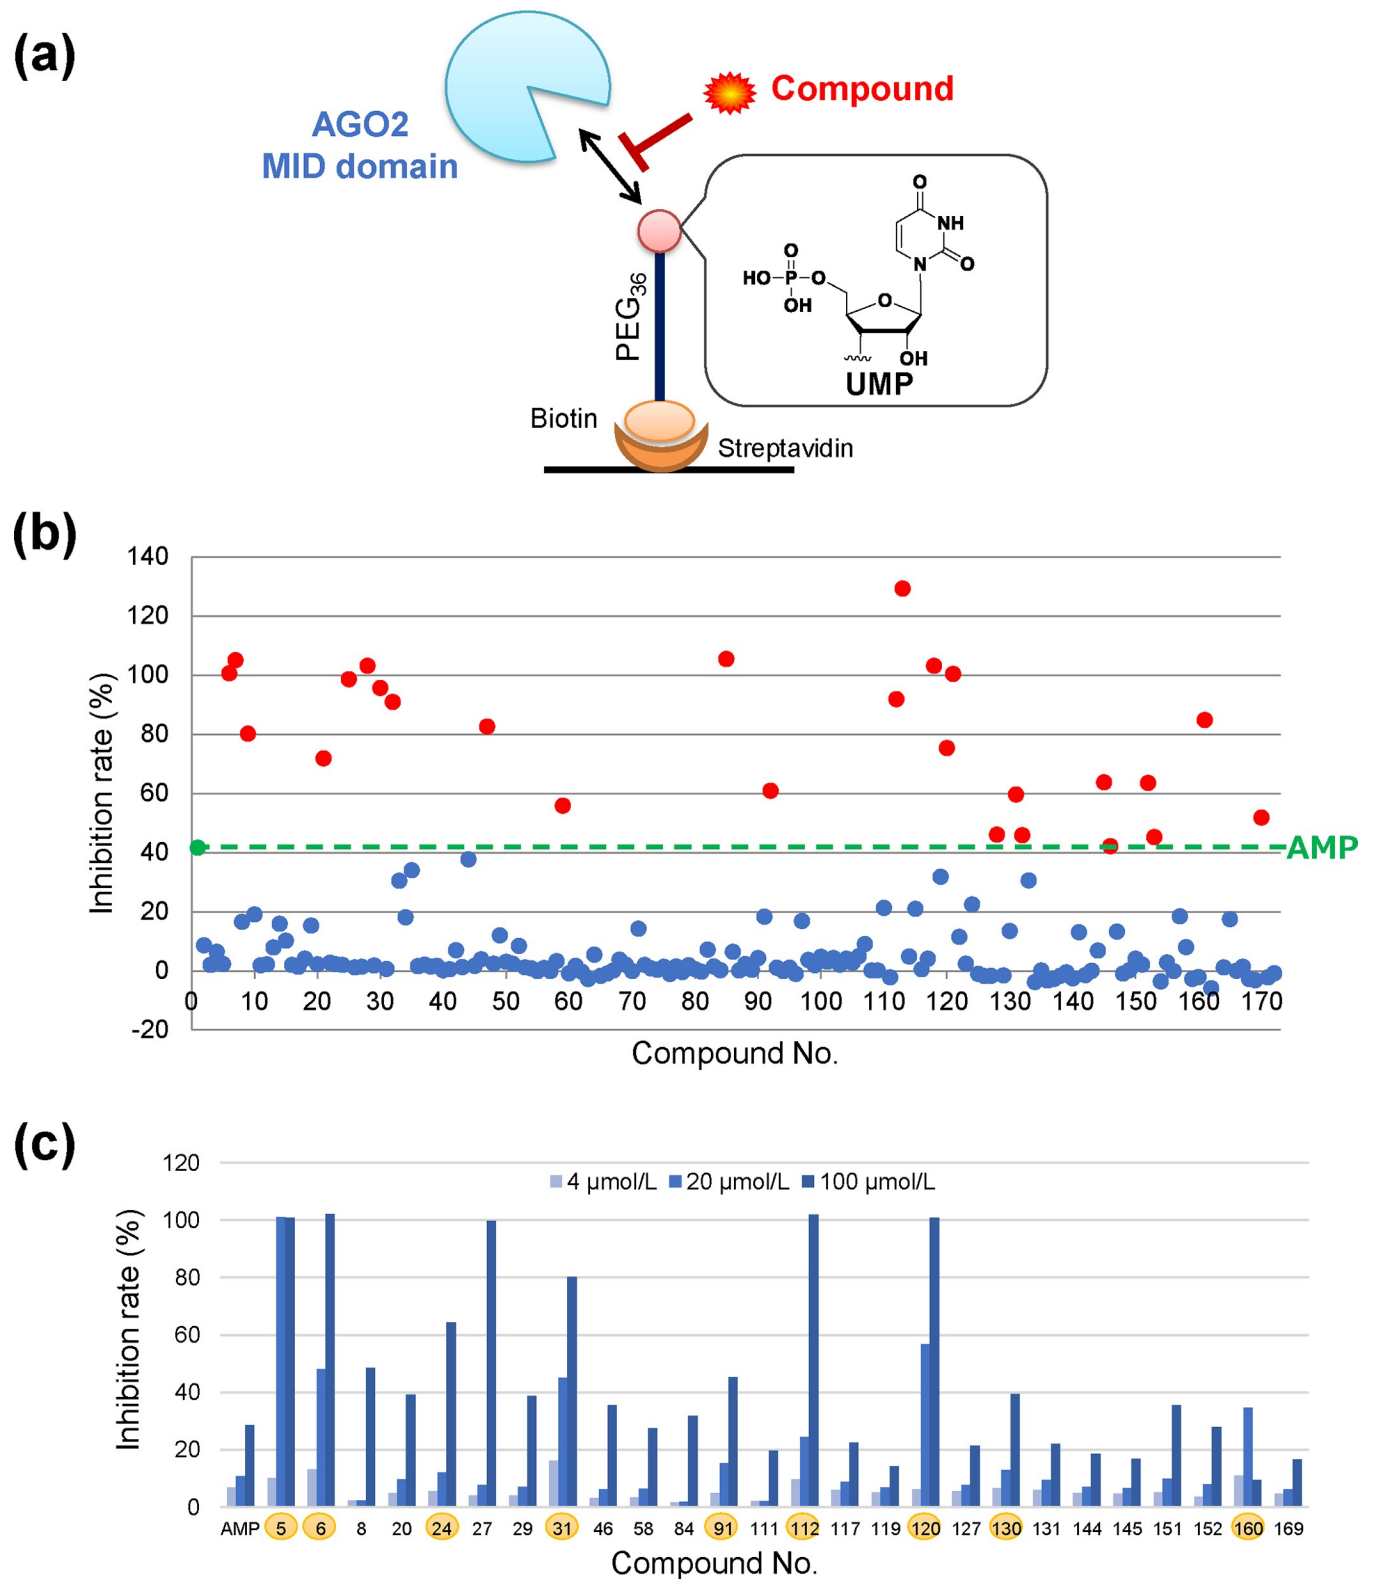 (a)
Compound
AGO2
MID domain
O
NH
N
O
O
HO
P
O
OH
O
OH
UMP
PEG36
Biotin
Streptavidin
(b)
140
120
100
80
60
40
20
0
-20
Inhibition rate (%)
AMP
0 10 20 30 40 50 60 70 80 90 100 110 120 130 140 150 160 170
Compound No.
(c)
120
100
80
60
40
20
0
Inhibition rate (%)
4 µmol/L 20 µmol/L 100 µmol/L
AMP 5 6 8 20 24 27 29 31 46 58 84 91 111 112 117 119 120 127 130 131 144 145 151 152 160 169
Compound No.